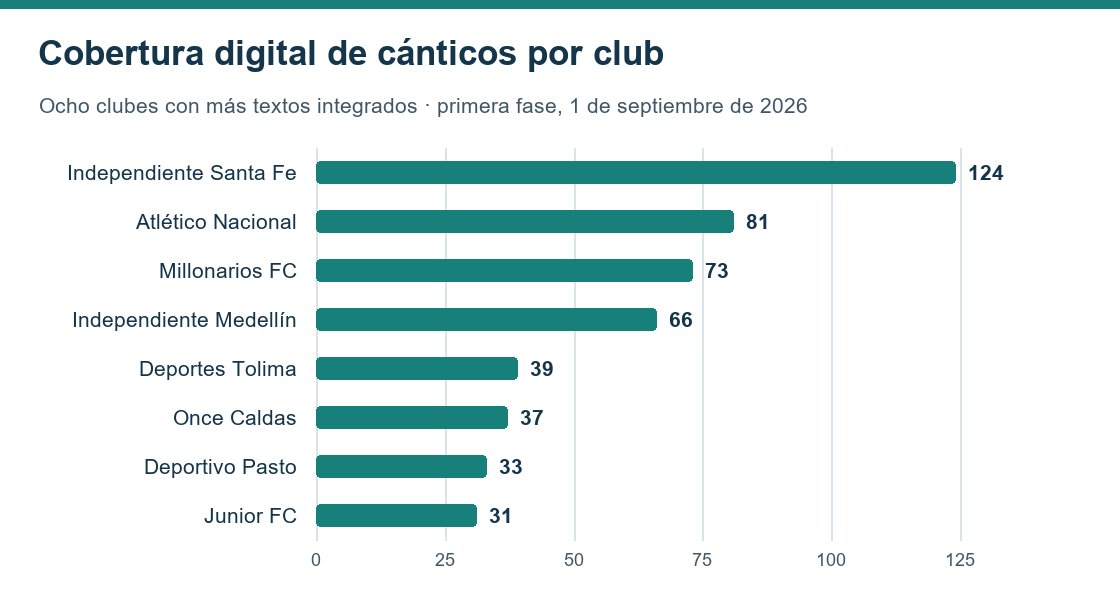 Cobertura digital de cánticos por club
Ocho clubes con más textos integrados · primera fase, 1 de septiembre de 2026
Independiente Santa Fe 124
Atlético Nacional 81
Millonarios FC 73
Independiente Medellín 66
Deportes Tolima 39
Once Caldas 37
Deportivo Pasto 33
Junior FC 31
0 25 50 75 100 125